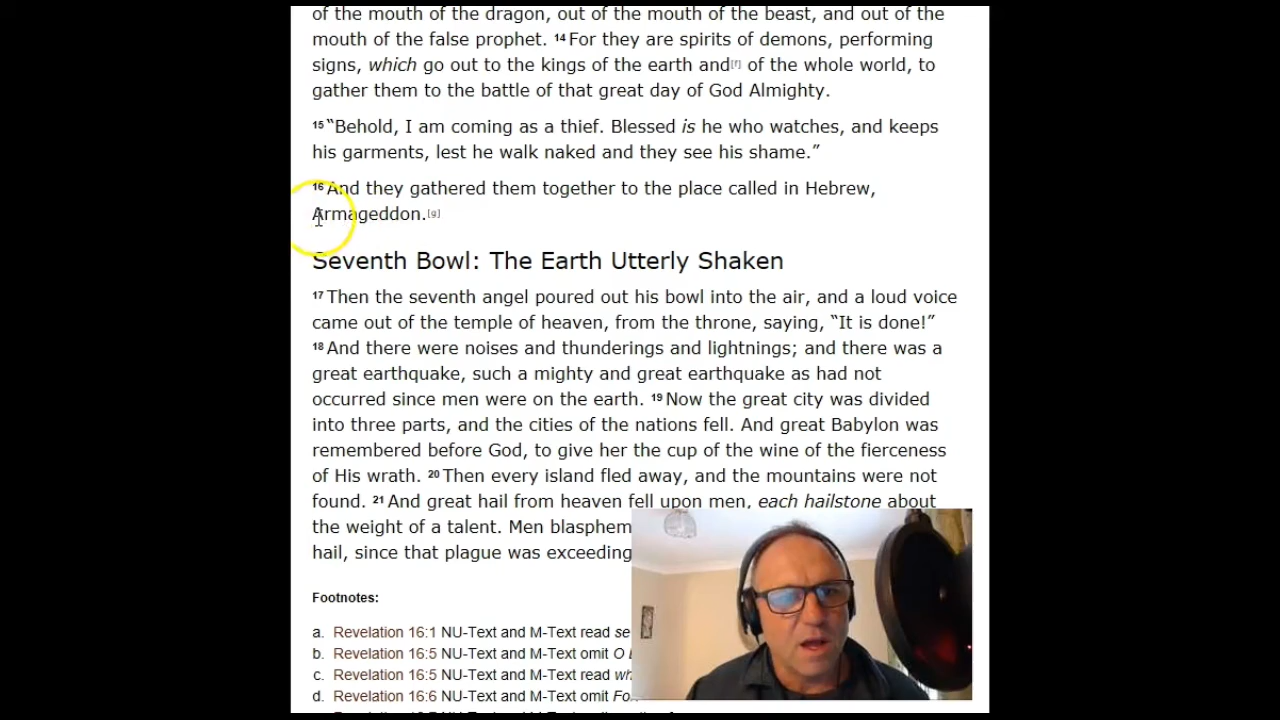 of the mouth of the dragon, out of the mouth of the beast, and out of the
mouth of the false prophet. 14 For they are spirits of demons, performing
signs, which go out to the kings of the earth and[f] of the whole world, to
gather them to the battle of that great day of God Almighty.
15 “Behold, I am coming as a thief. Blessed is he who watches, and keeps
his garments, lest he walk naked and they see his shame.”
16 And they gathered them together to the place called in Hebrew,
Armageddon.[g]
Seventh Bowl: The Earth Utterly Shaken
17 Then the seventh angel poured out his bowl into the air, and a loud voice
came out of the temple of heaven, from the throne, saying, “It is done!”
18 And there were noises and thunderings and lightnings; and there was a
great earthquake, such a mighty and great earthquake as had not
occurred since men were on the earth. 19 Now the great city was divided
into three parts, and the cities of the nations fell. And great Babylon was
remembered before God, to give her the cup of the wine of the fierceness
of His wrath. 20 Then every island fled away, and the mountains were not
found. 21 And great hail from heaven fell upon men, each hailstone about
the weight of a talent. Men blasphem
hail, since that plague was exceeding
Footnotes:
a. Revelation 16:1 NU-Text and M-Text read se
b. Revelation 16:5 NU-Text and M-Text omit O
c. Revelation 16:5 NU-Text and M-Text read wh
d. Revelation 16:6 NU-Text and M-Text omit For